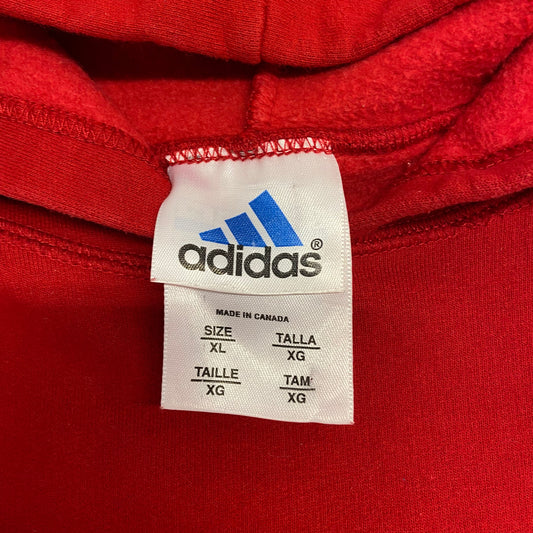 adidas®
MADE IN CANADA
SIZE TALLA
XL XG
TAILLE TAM
XG XG